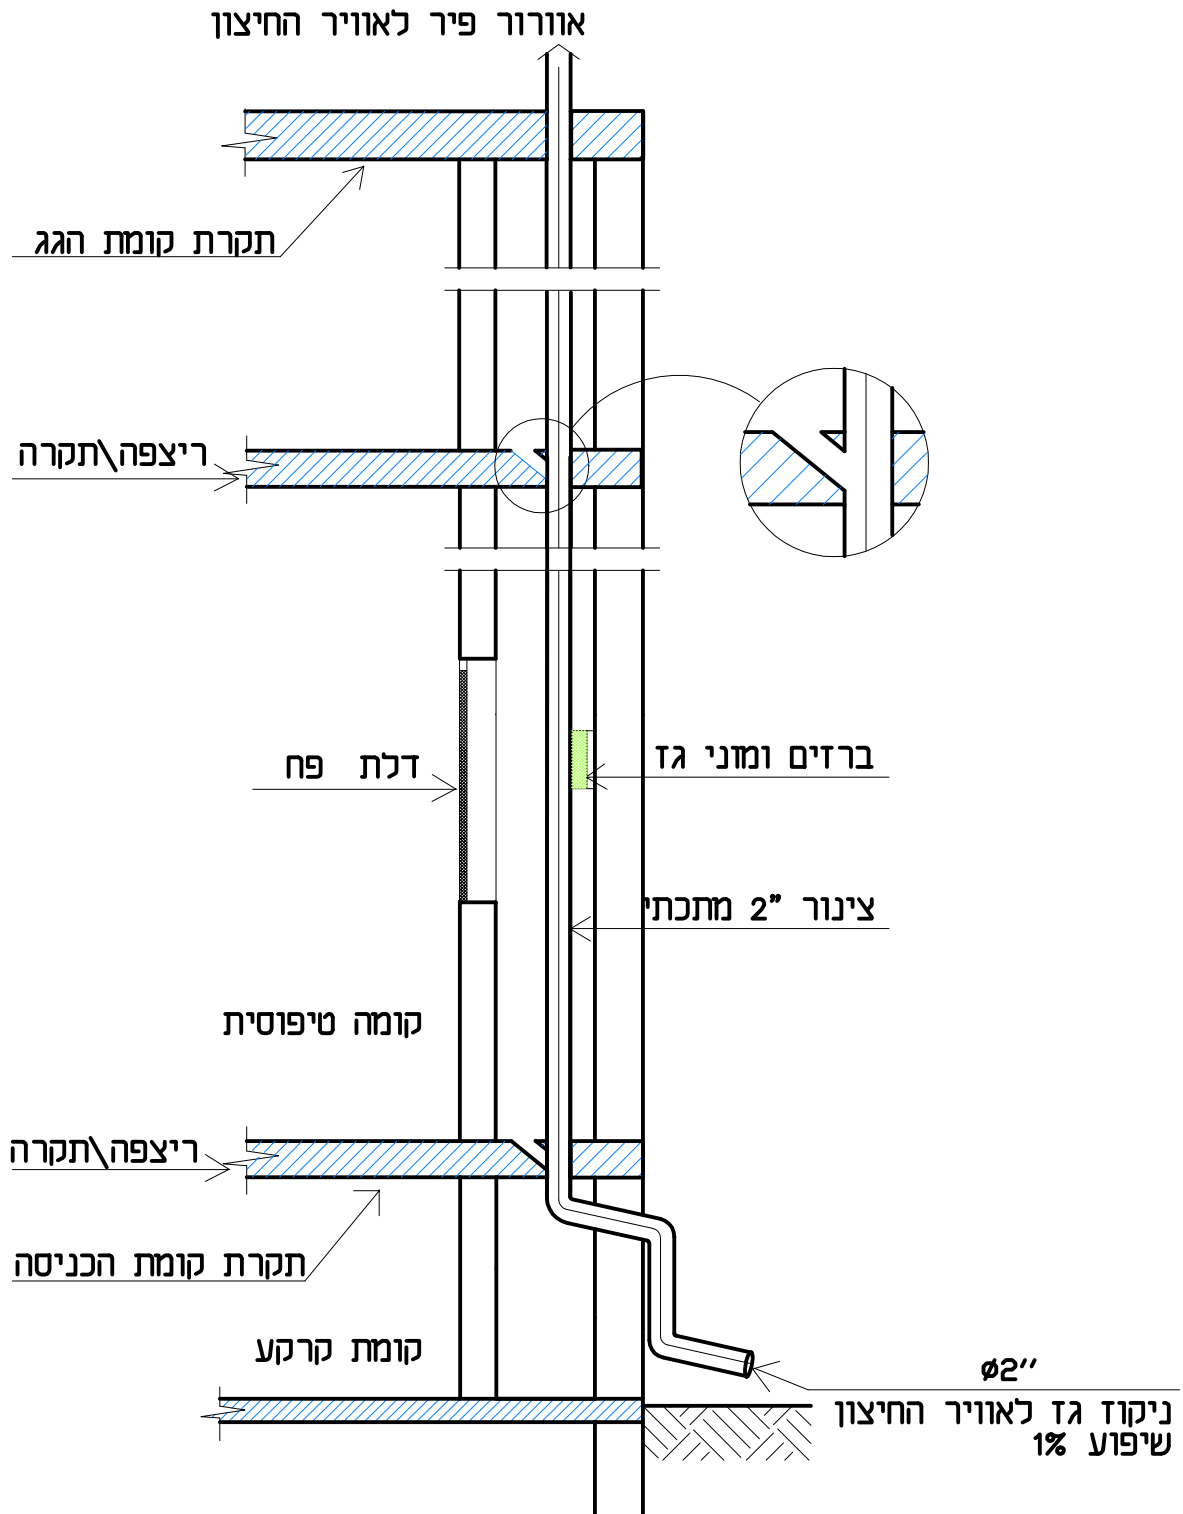 אוורור פיר לאוויר החיצון
תקרת קומת הגג
ריצפה\תקרה
ברזים ומוני גז
דלת פח
צינור 2" מתכתי
קומה טיפוסית
ריצפה\תקרה
תקרת קומת הכניסה
קומת קרקע
ø2''
ניקוז גז לאוויר החיצון
שיפוע 1%